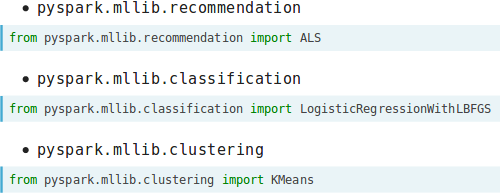 • pyspark.mllib.recommendation
from pyspark.mllib.recommendation import ALS
• pyspark.mllib.classification
from pyspark.mllib.classification import LogisticRegressionWithLBFGS
• pyspark.mllib.clustering
from pyspark.mllib.clustering import KMeans